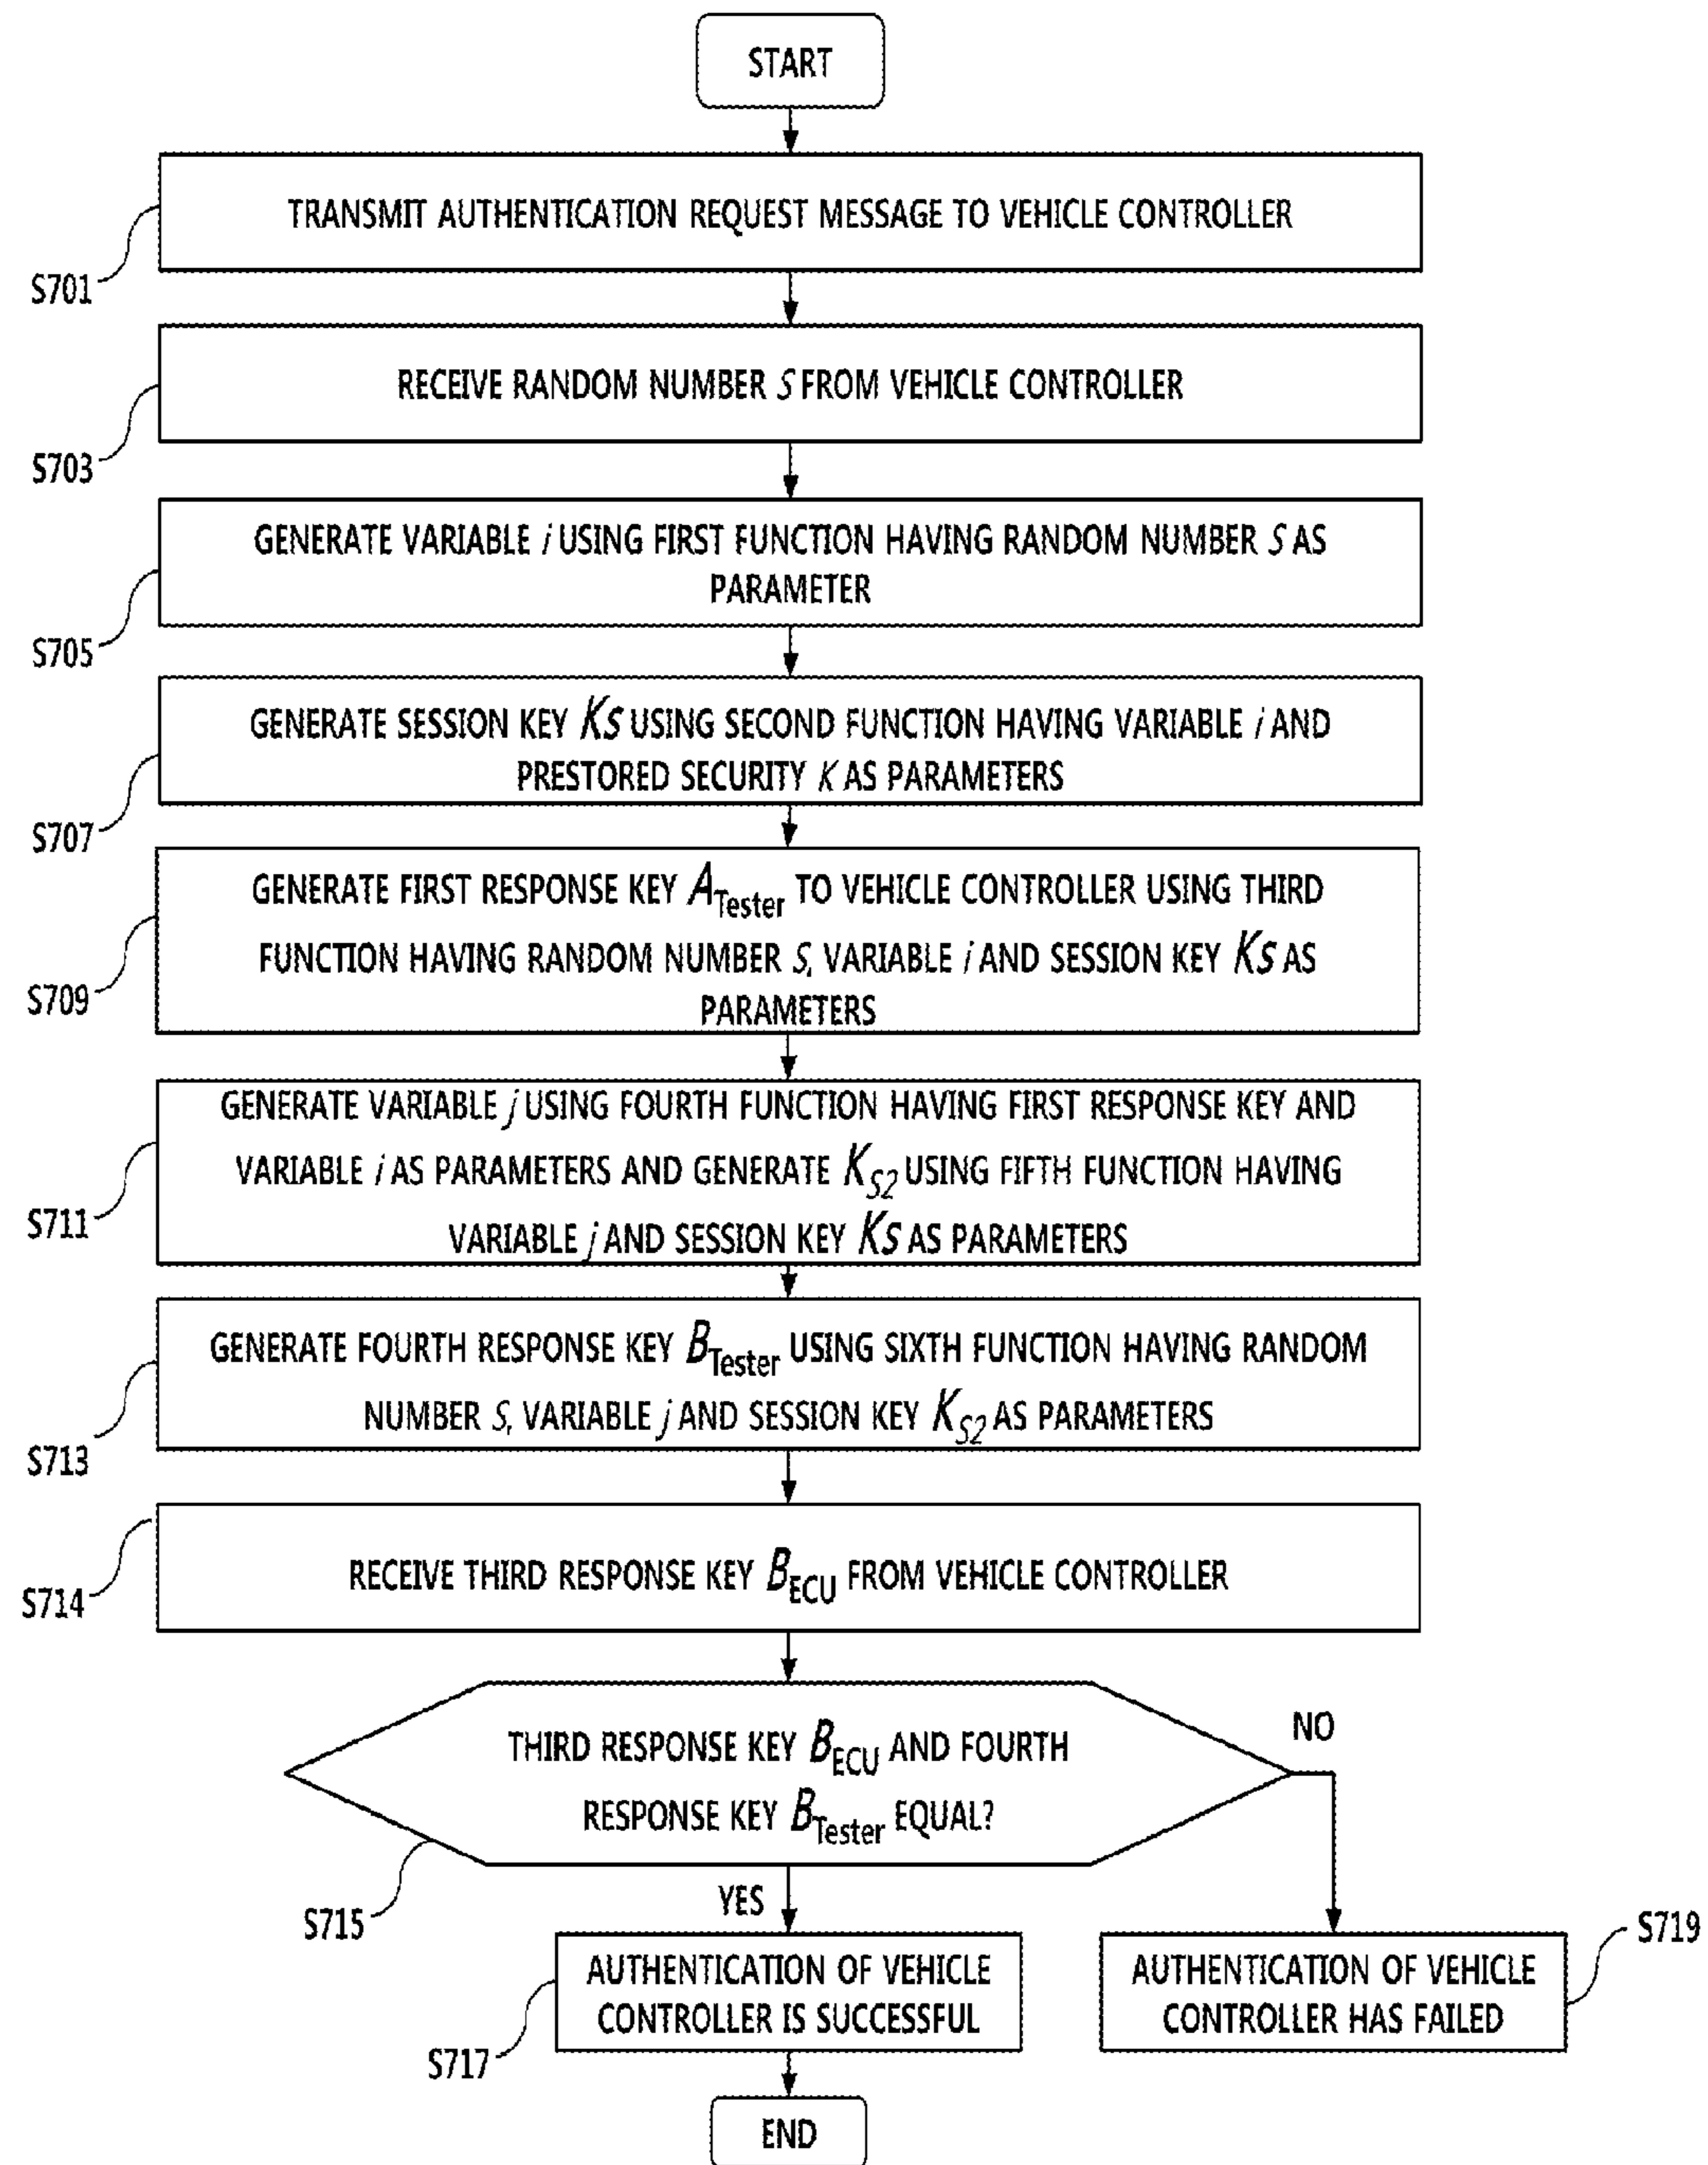 START
TRANSMIT AUTHENTICATION REQUEST MESSAGE TO VEHICLE CONTROLLER
S701
RECEIVE RANDOM NUMBER S FROM VEHICLE CONTROLLER
S703
GENERATE VARIABLE i USING FIRST FUNCTION HAVING RANDOM NUMBER S AS
PARAMETER
S705
GENERATE SESSION KEY Ks USING SECOND FUNCTION HAVING VARIABLE i AND
PRESTORED SECURITY K AS PARAMETERS
S707
GENERATE FIRST RESPONSE KEY A_Tester TO VEHICLE CONTROLLER USING THIRD
FUNCTION HAVING RANDOM NUMBER S, VARIABLE i AND SESSION KEY Ks AS
PARAMETERS
S709
GENERATE VARIABLE j USING FOURTH FUNCTION HAVING FIRST RESPONSE KEY AND
VARIABLE i AS PARAMETERS AND GENERATE K_S2 USING FIFTH FUNCTION HAVING
VARIABLE j AND SESSION KEY Ks AS PARAMETERS
S711
GENERATE FOURTH RESPONSE KEY B_Tester USING SIXTH FUNCTION HAVING RANDOM
NUMBER S, VARIABLE j AND SESSION KEY K_S2 AS PARAMETERS
S713
RECEIVE THIRD RESPONSE KEY B_ECU FROM VEHICLE CONTROLLER
S714
THIRD RESPONSE KEY B_ECU AND FOURTH
RESPONSE KEY B_Tester EQUAL?
NO
YES
S715
AUTHENTICATION OF VEHICLE
CONTROLLER IS SUCCESSFUL
S717
AUTHENTICATION OF VEHICLE
CONTROLLER HAS FAILED
S719
END